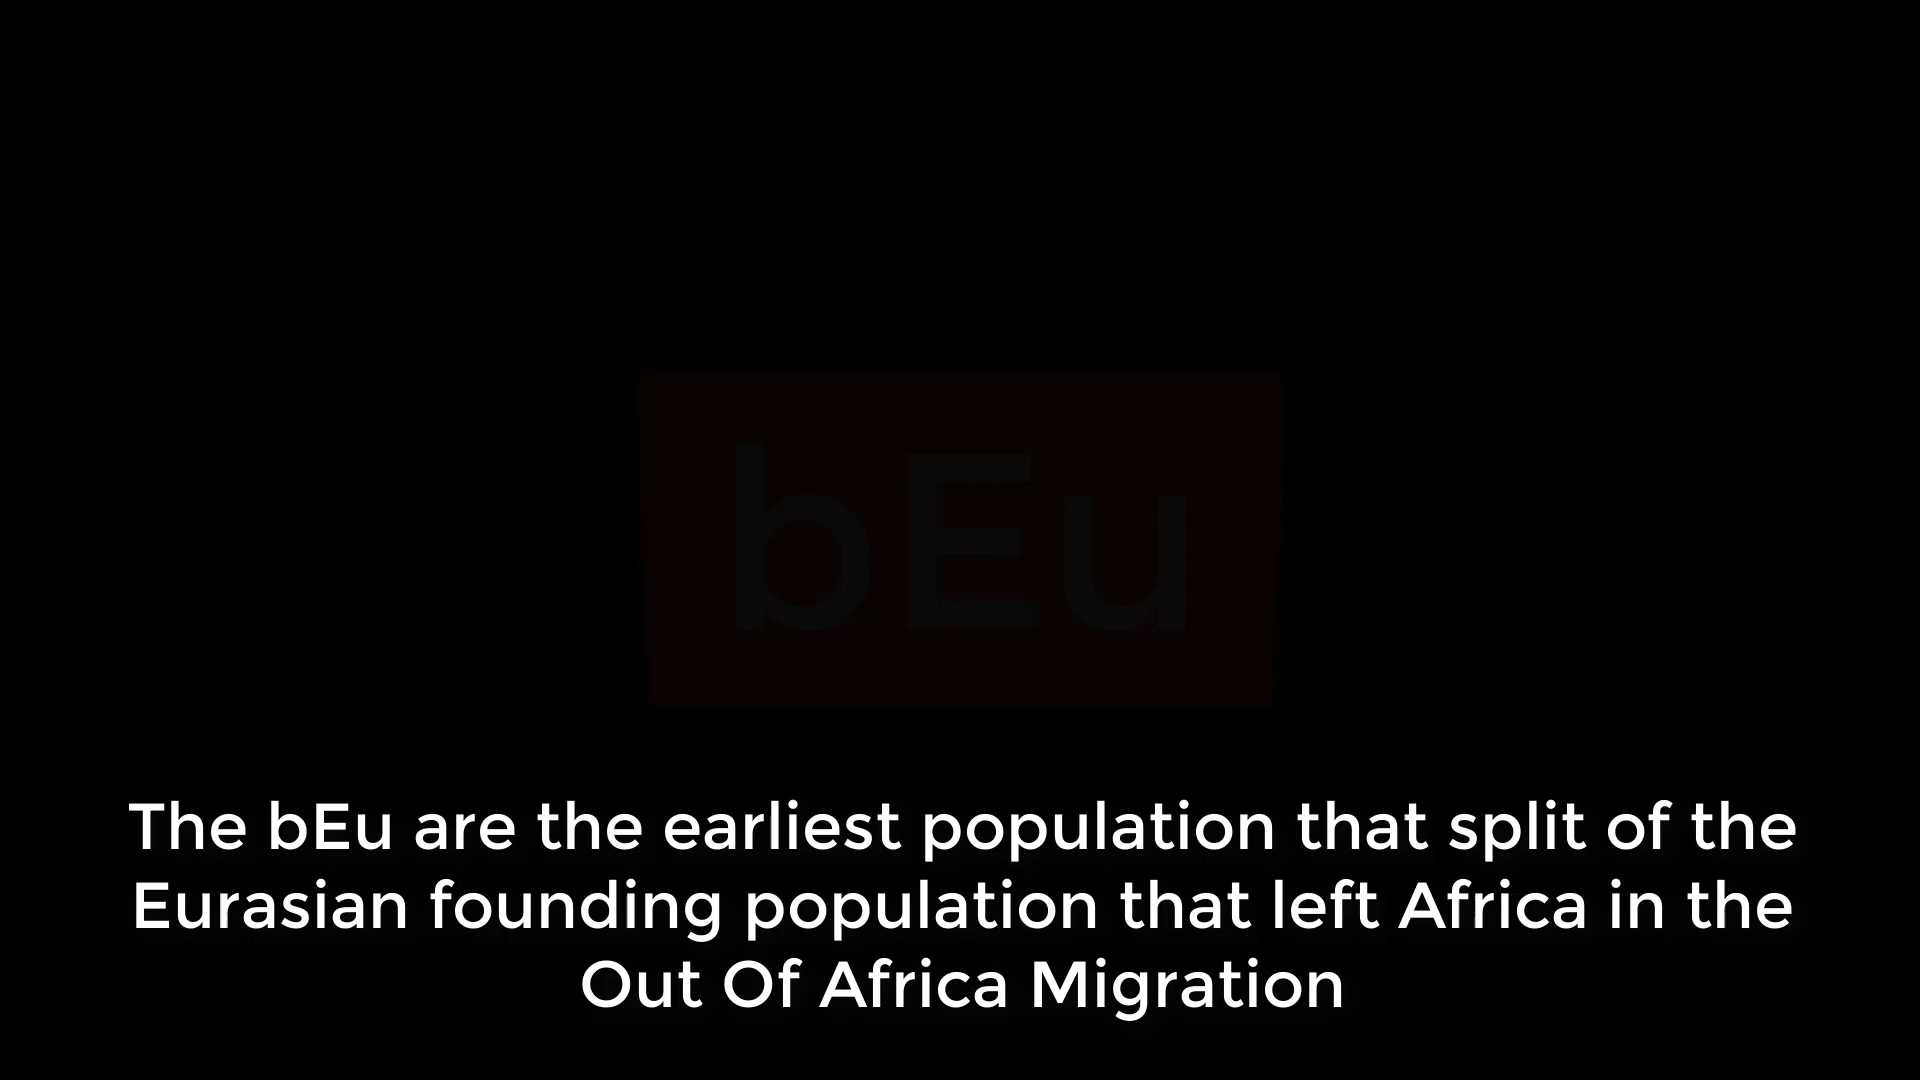 bEu
The bEu are the earliest population that split of the
Eurasian founding population that left Africa in the
Out Of Africa Migration